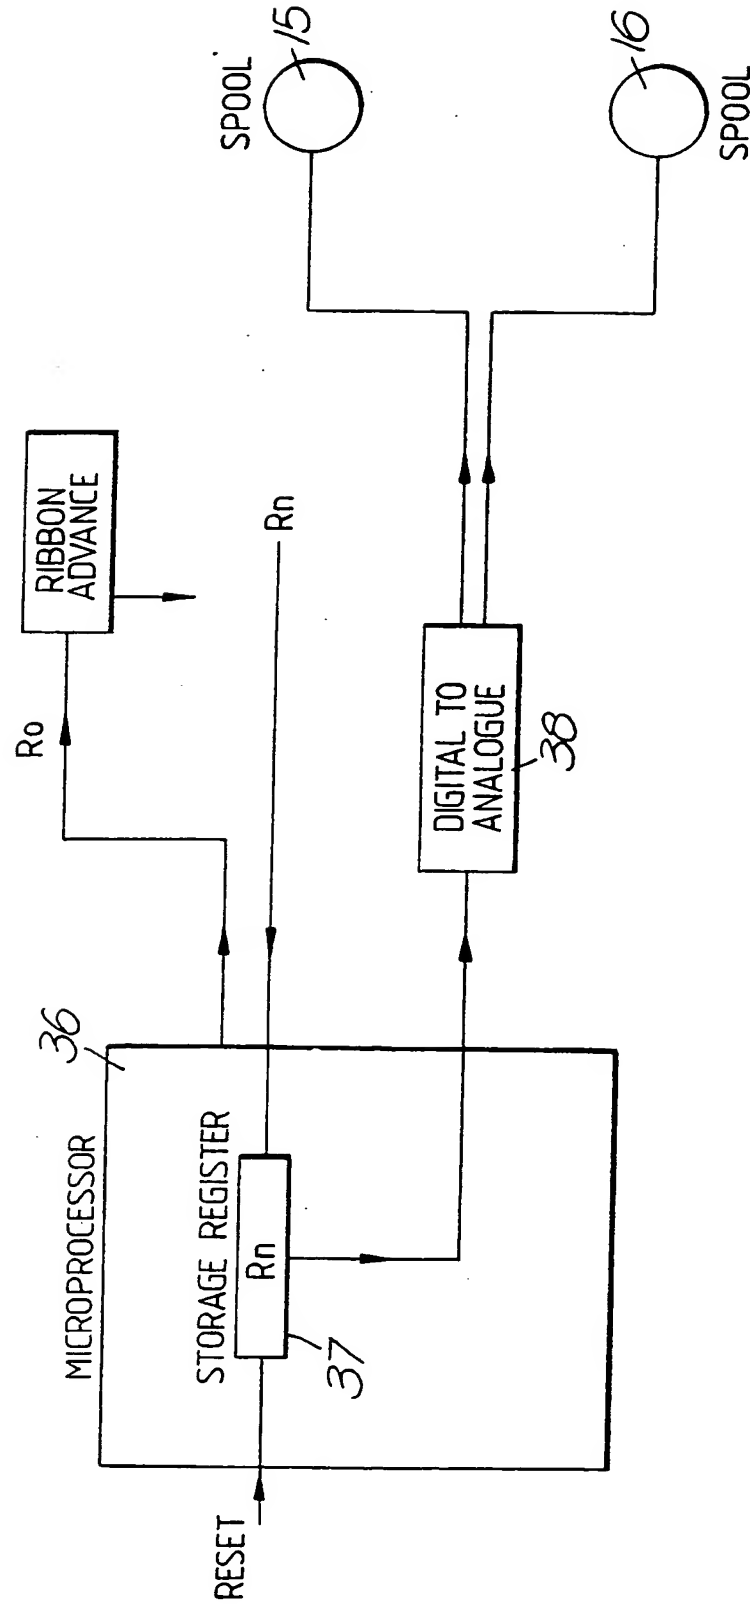 RESET
MICROPROCESSOR
36
STORAGE REGISTER
Rn
37
Ro
RIBBON
ADVANCE
Rn
DIGITAL TO
ANALOGUE
38
SPOOL
15
16
SPOOL